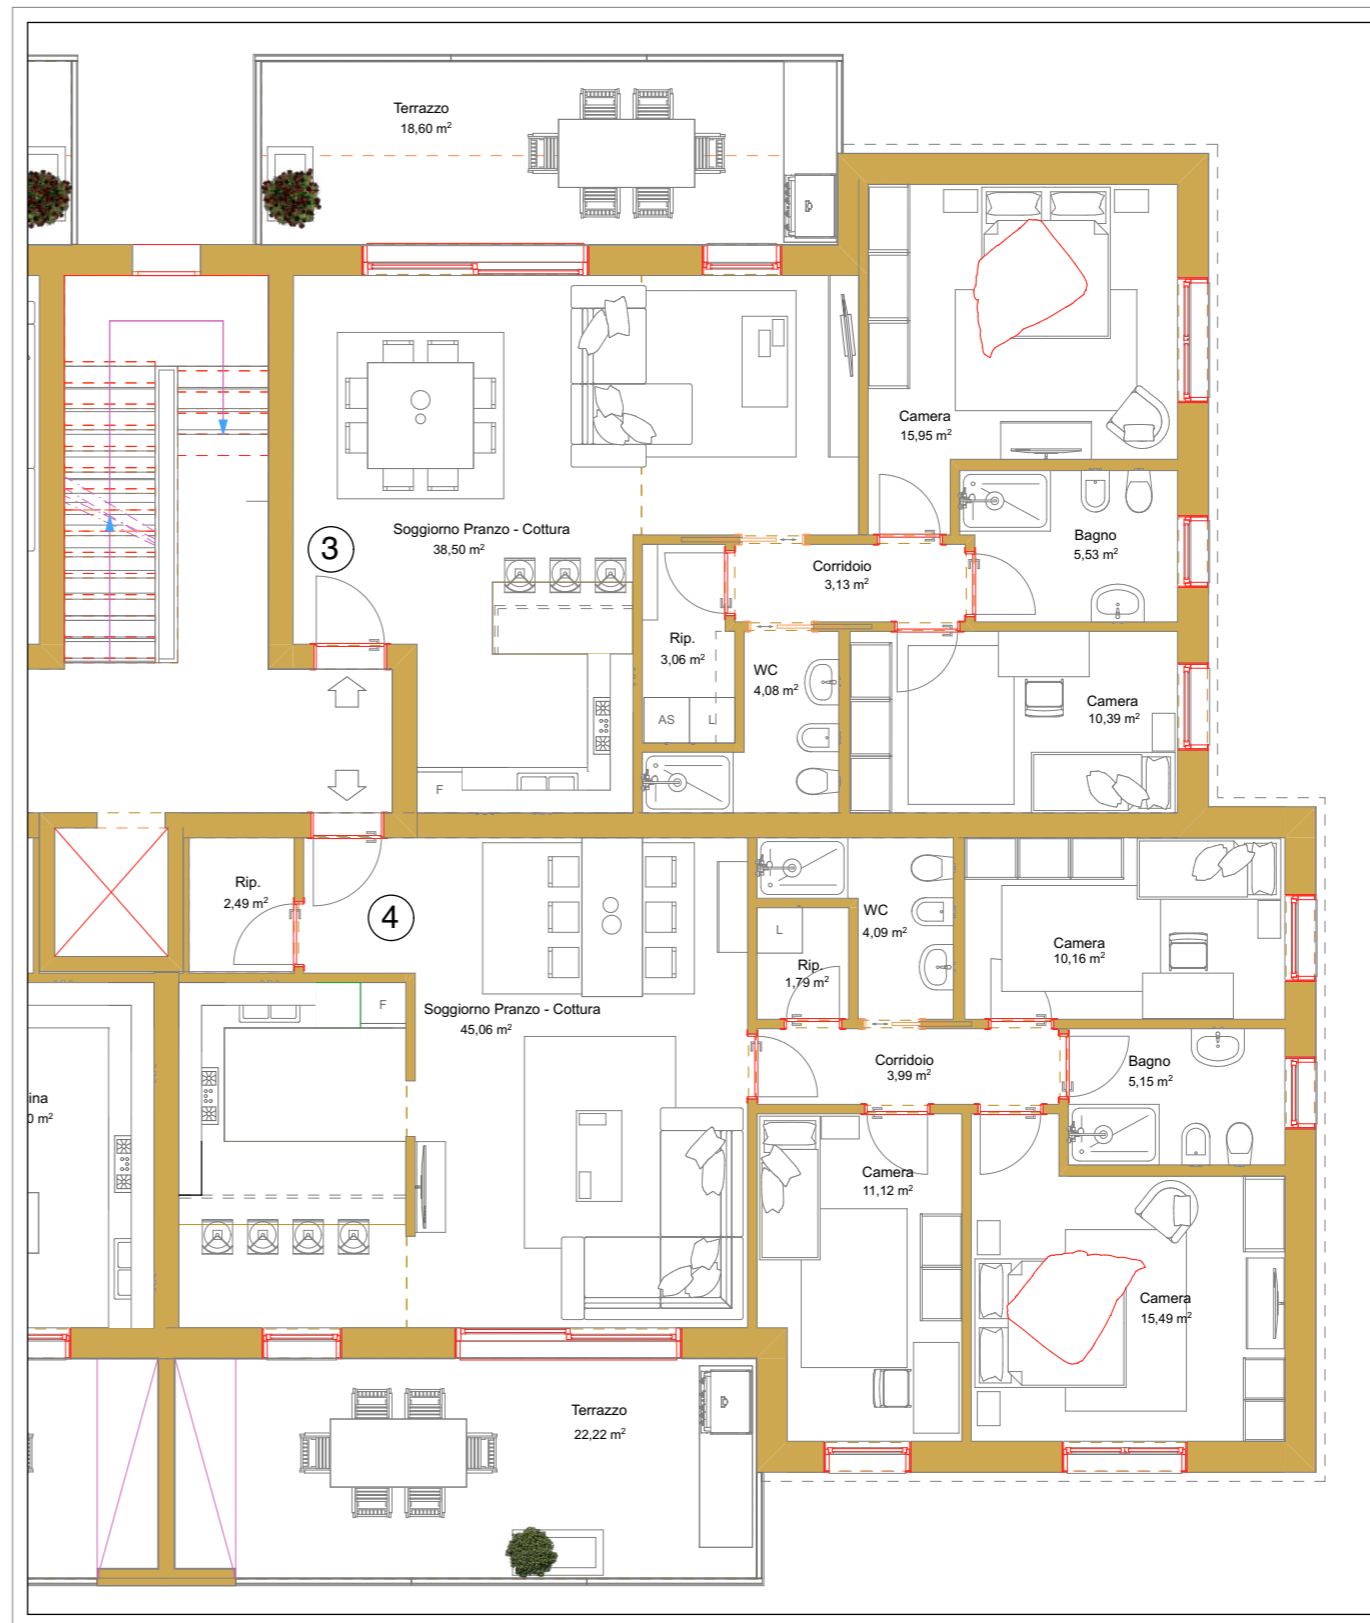 Terrazzo
18,60 m²
Camera
15,95 m²
Soggiorno Pranzo - Cottura
38,50 m²
3
Bagno
5,53 m²
Corridoio
3,13 m²
Rip.
3,06 m²
WC
4,08 m²
Camera
10,39 m²
AS
L
F
Rip.
2,49 m²
4
WC
4,09 m²
L
Rip.
1,79 m²
Camera
10,16 m²
F
Soggiorno Pranzo - Cottura
45,06 m²
Corridoio
3,99 m²
Bagno
5,15 m²
ina
0 m²
Camera
11,12 m²
Camera
15,49 m²
Terrazzo
22,22 m²